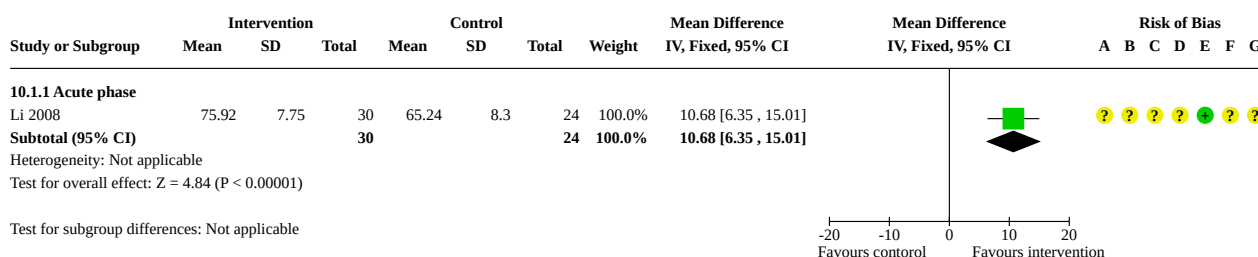 Intervention Control Mean Difference Mean Difference Risk of Bias
Study or Subgroup Mean SD Total Mean SD Total Weight IV, Fixed, 95% CI IV, Fixed, 95% CI A B C D E F G
10.1.1 Acute phase
Li 2008 75.92 7.75 30 65.24 8.3 24 100.0% 10.68 [6.35 , 15.01] ? ? ? ? + ? ?
Subtotal (95% CI) 30 24 100.0% 10.68 [6.35 , 15.01]
Heterogeneity: Not applicable
Test for overall effect: Z = 4.84 (P < 0.00001)
Test for subgroup differences: Not applicable
-20 -10 0 10 20
Favours contorol Favours intervention